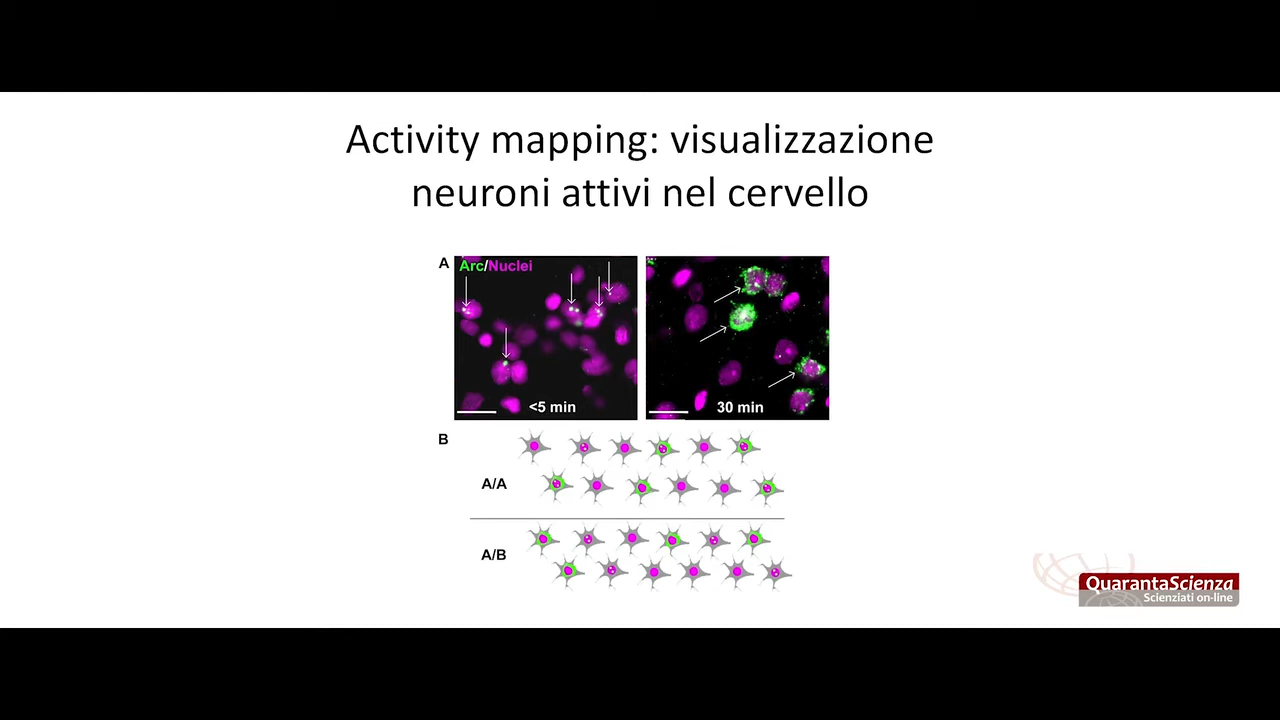 Activity mapping: visualizzazione
neuroni attivi nel cervello
A
Arc/Nuclei
<5 min
30 min
B
A/A
A/B
QuarantaScienza
Scienziati on-line